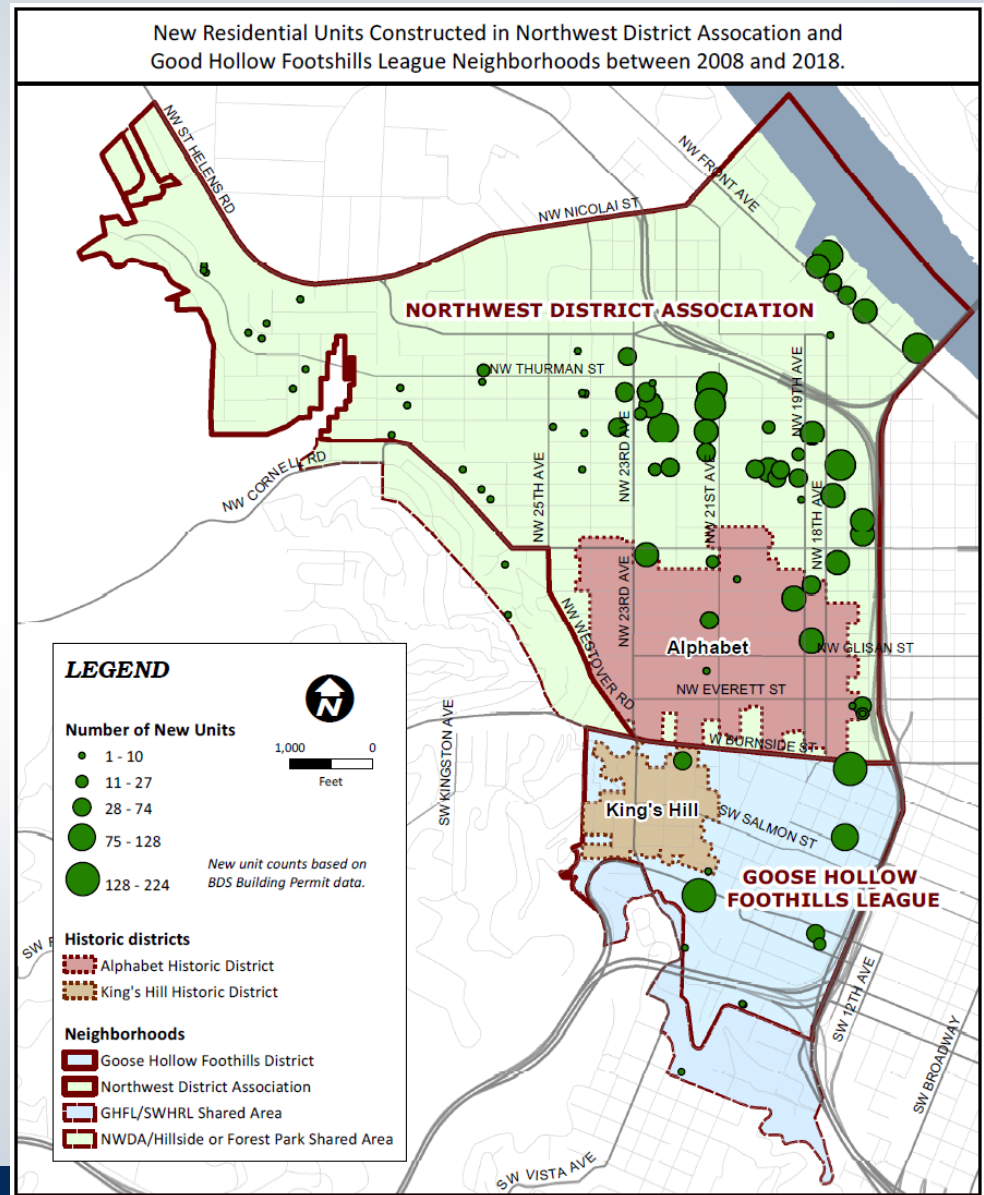 New Residential Units Constructed in Northwest District Assocation and
Good Hollow Footshills League Neighborhoods between 2008 and 2018.
NW ST HELENS RD
NW FRONT AVE
NW NICOLAI ST
NORTHWEST DISTRICT ASSOCIATION
NW THURMAN ST
NW 19TH AVE
NW 23RD AVE
NW 21ST AVE
NW 25TH AVE
NW 18TH AVE
NW CORNELL RD
NW 23RD AVE
NW WESTOVER RD
Alphabet
NW GLISAN ST
NW EVERETT ST
W BURNSIDE ST
SW KINGSTON AVE
King's Hill
SW SALMON ST
GOOSE HOLLOW
FOOTHILLS LEAGUE
SW 12TH AVE
SW BROADWAY
SW VISTA AVE
SW
LEGEND
N
Number of New Units
1 - 10
11 - 27
28 - 74
75 - 128
128 - 224
1,000 0
Feet
New unit counts based on
BDS Building Permit data.
Historic districts
Alphabet Historic District
King's Hill Historic District
Neighborhoods
Goose Hollow Foothills District
Northwest District Association
GHFL/SWHRL Shared Area
NWDA/Hillside or Forest Park Shared Area